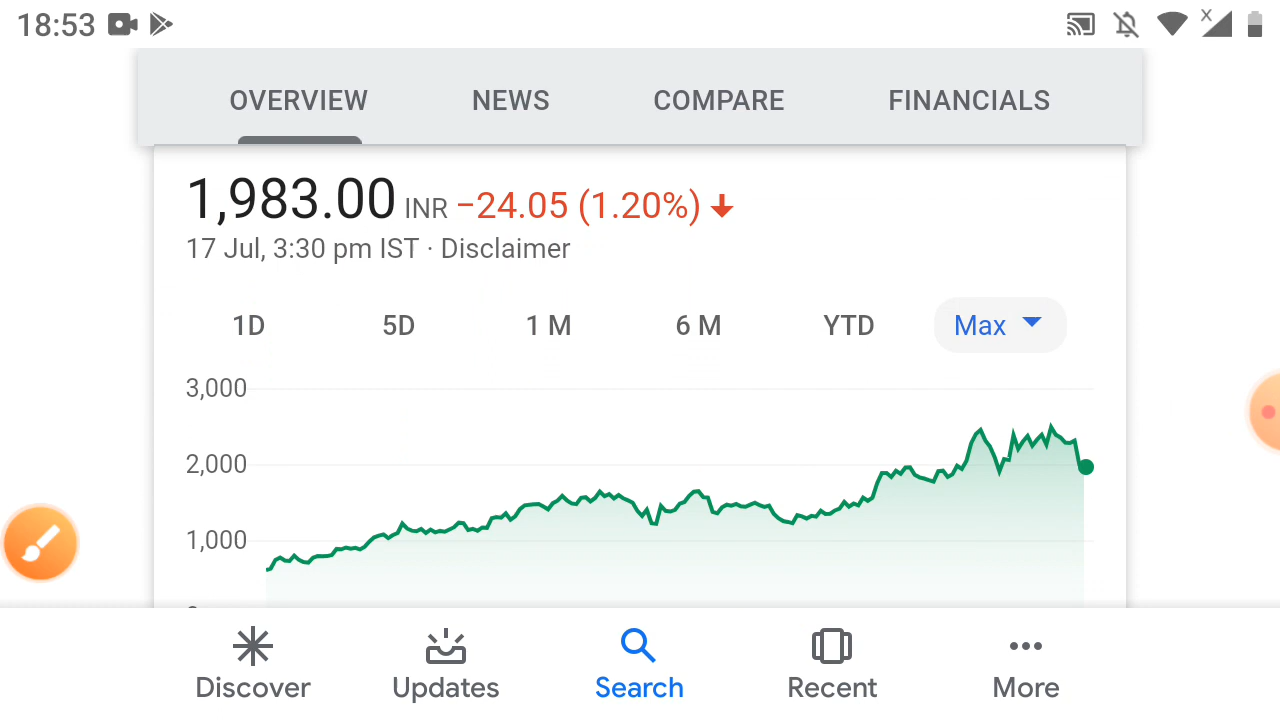 18:53
OVERVIEW NEWS COMPARE FINANCIALS
1,983.00 INR −24.05 (1.20%)
17 Jul, 3:30 pm IST · Disclaimer
1D 5D 1 M 6 M YTD Max
3,000
2,000
1,000
Discover Updates Search Recent More